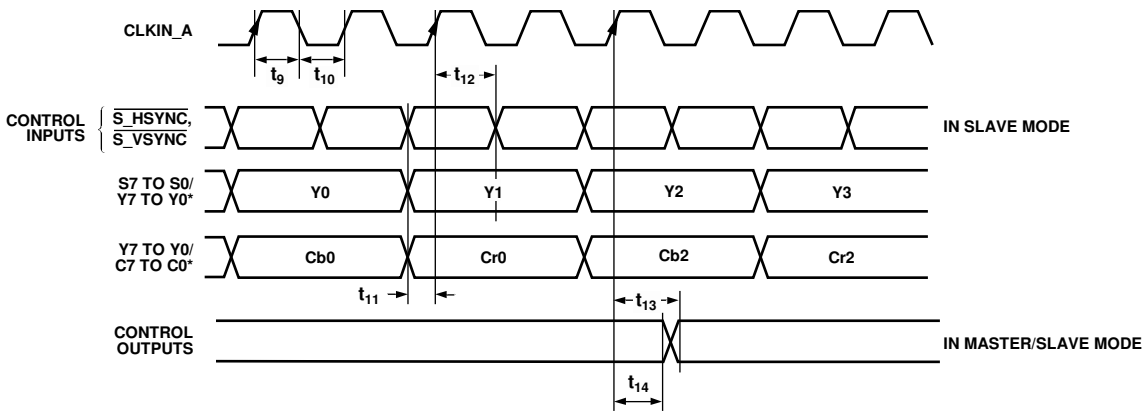 CLKIN_A
t9
t10
t12
CONTROL INPUTS
S_HSYNC,
S_VSYNC
IN SLAVE MODE
S7 TO S0/
Y7 TO Y0*
Y0
Y1
Y2
Y3
Y7 TO Y0/
C7 TO C0*
Cb0
Cr0
Cb2
Cr2
t11
t13
CONTROL
OUTPUTS
IN MASTER/SLAVE MODE
t14